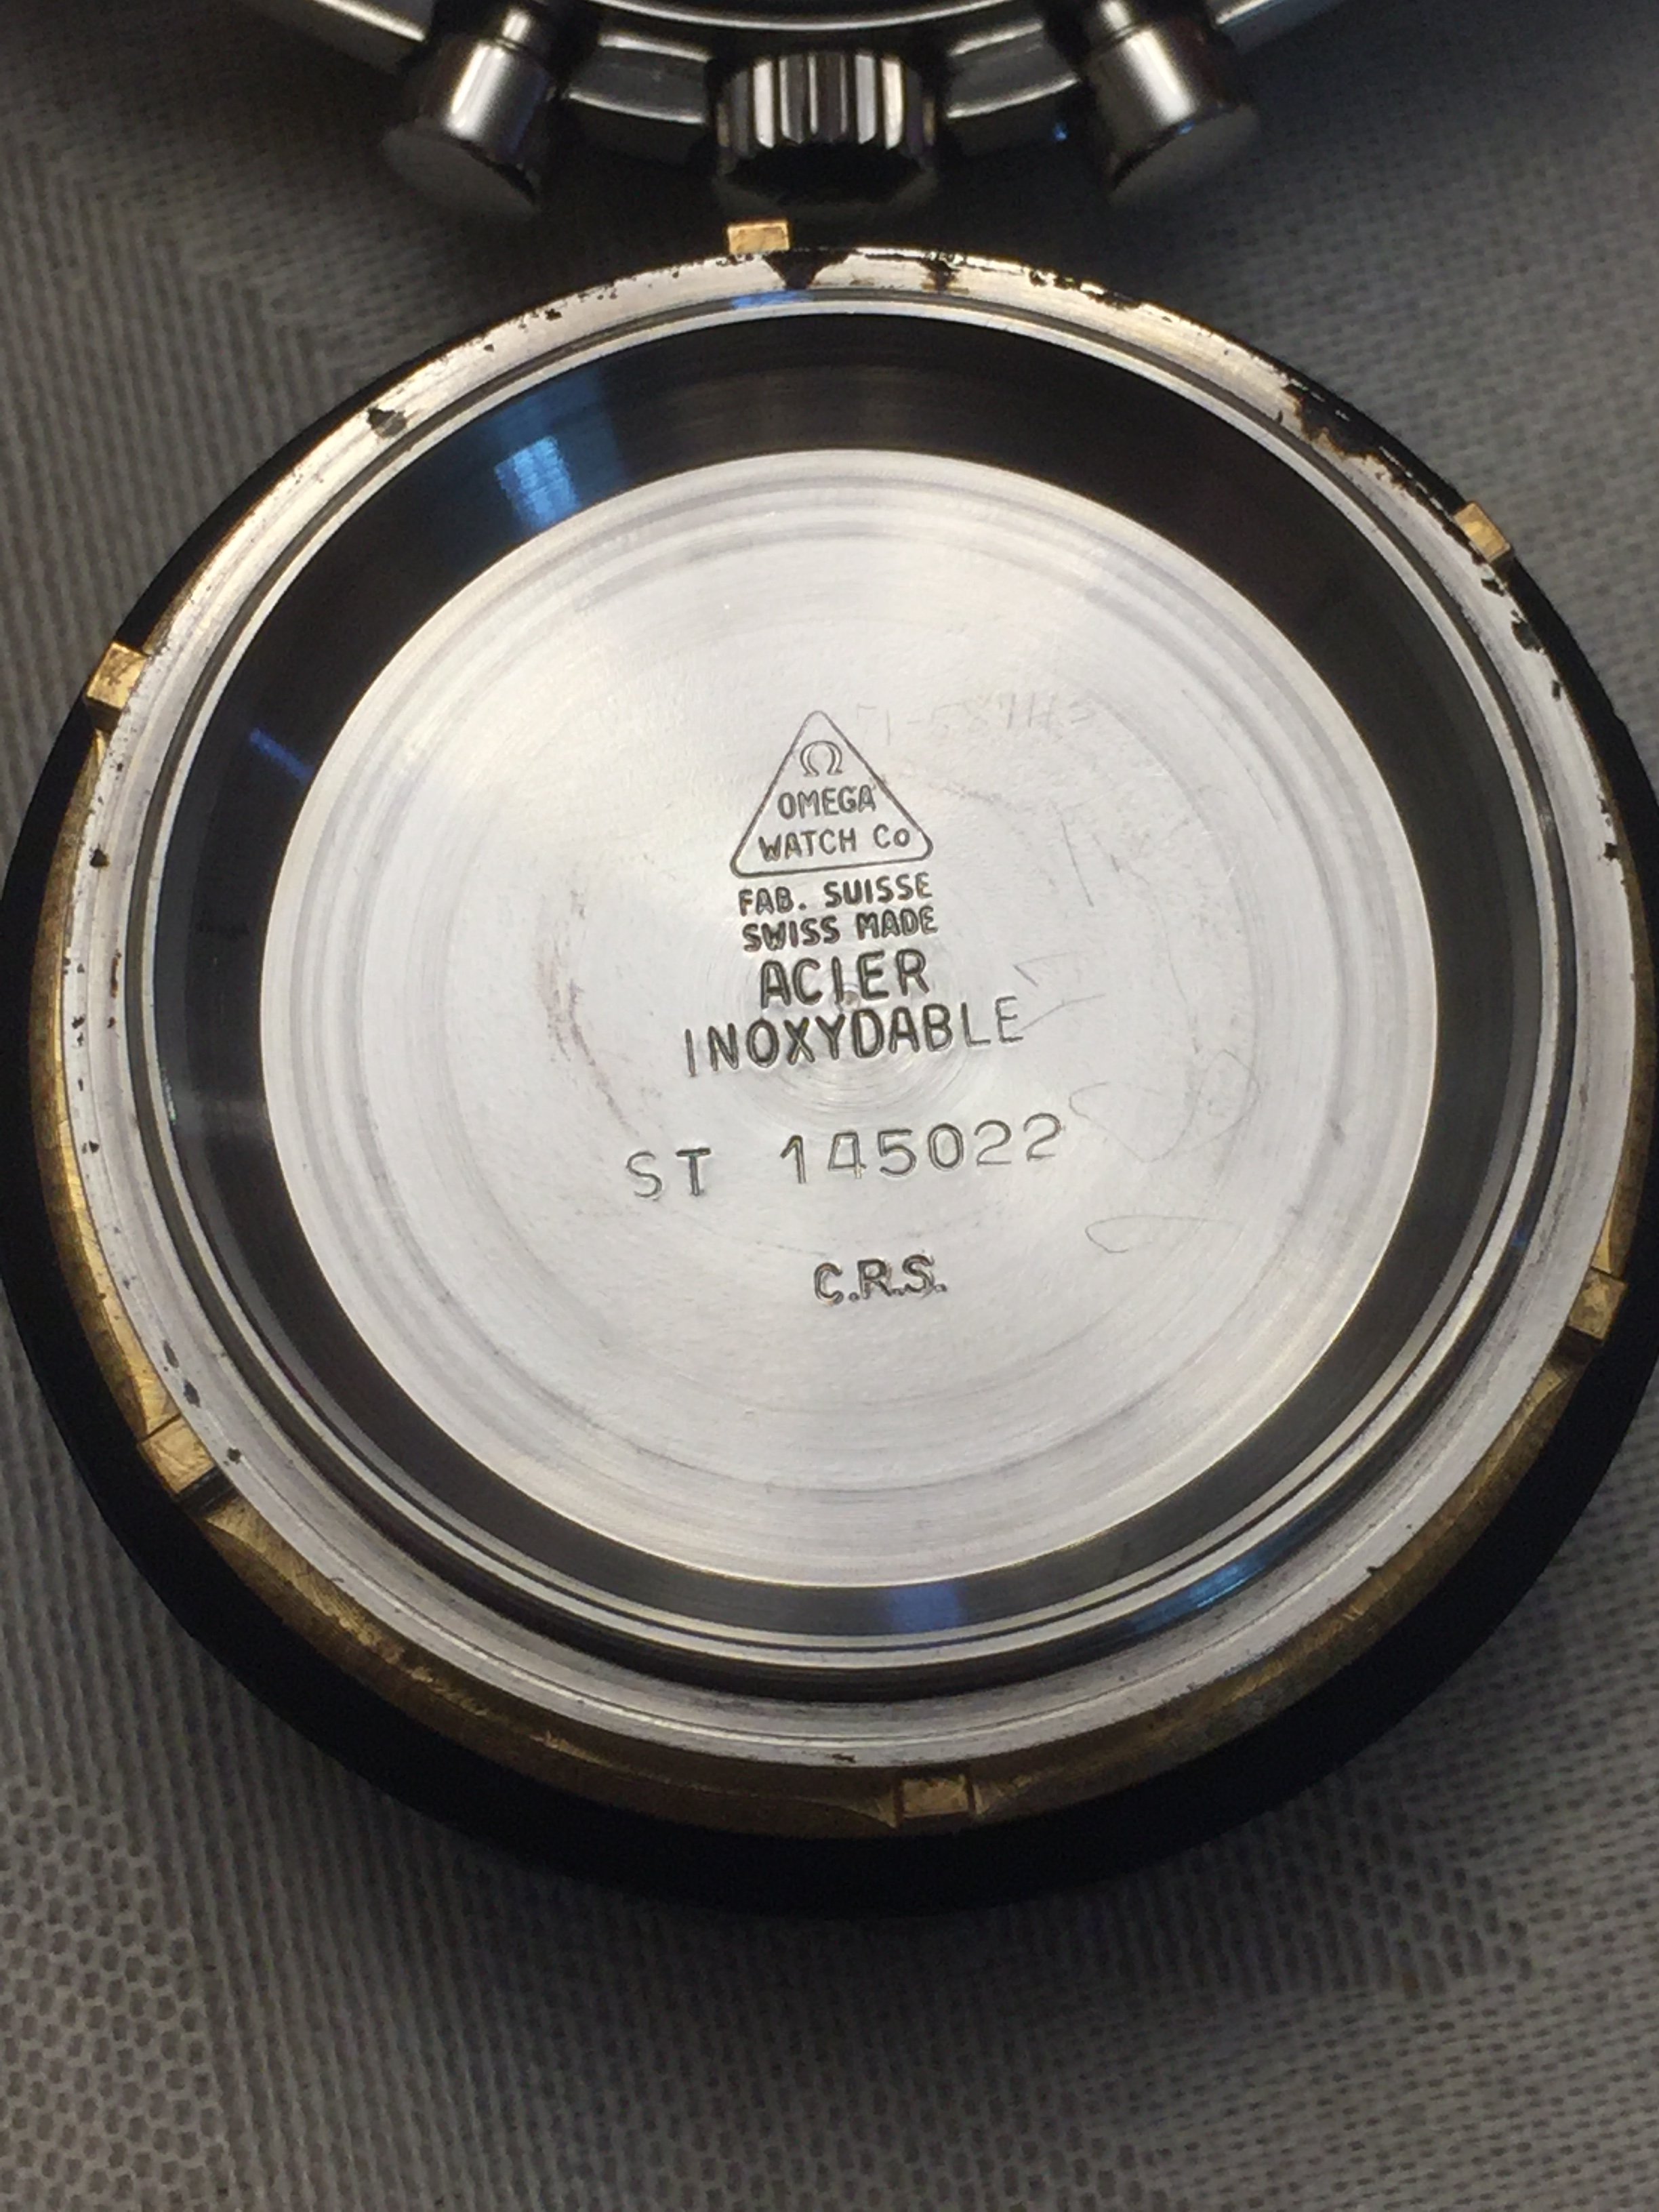 Ω
OMEGA
WATCH Co
FAB. SUISSE
SWISS MADE
ACIER
INOXYDABLE
ST 145022
C.R.S.